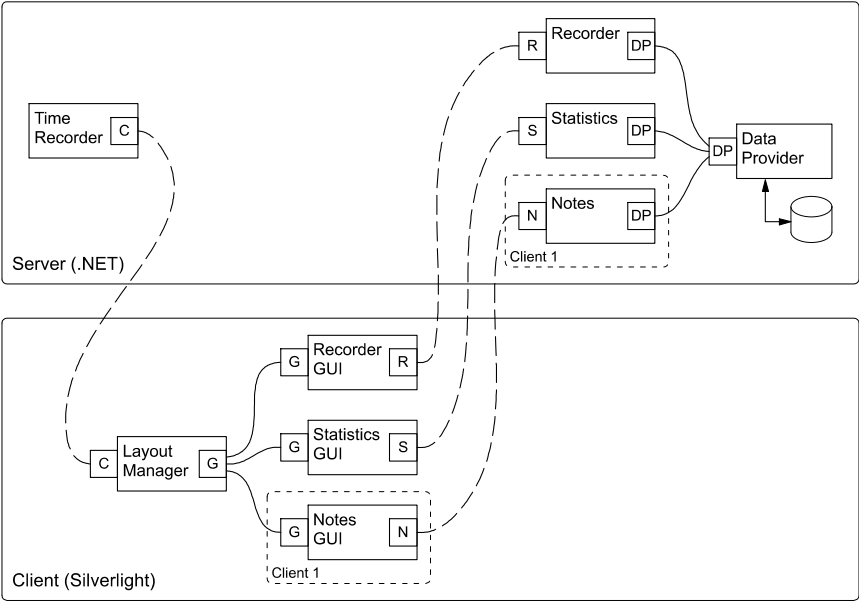 R
Recorder
DP
Time
Recorder
C
S
Statistics
DP
DP
Data
Provider
N
Notes
DP
Client 1
Server (.NET)
G
Recorder
GUI
R
G
Statistics
GUI
S
C
Layout
Manager
G
G
Notes
GUI
N
Client 1
Client (Silverlight)